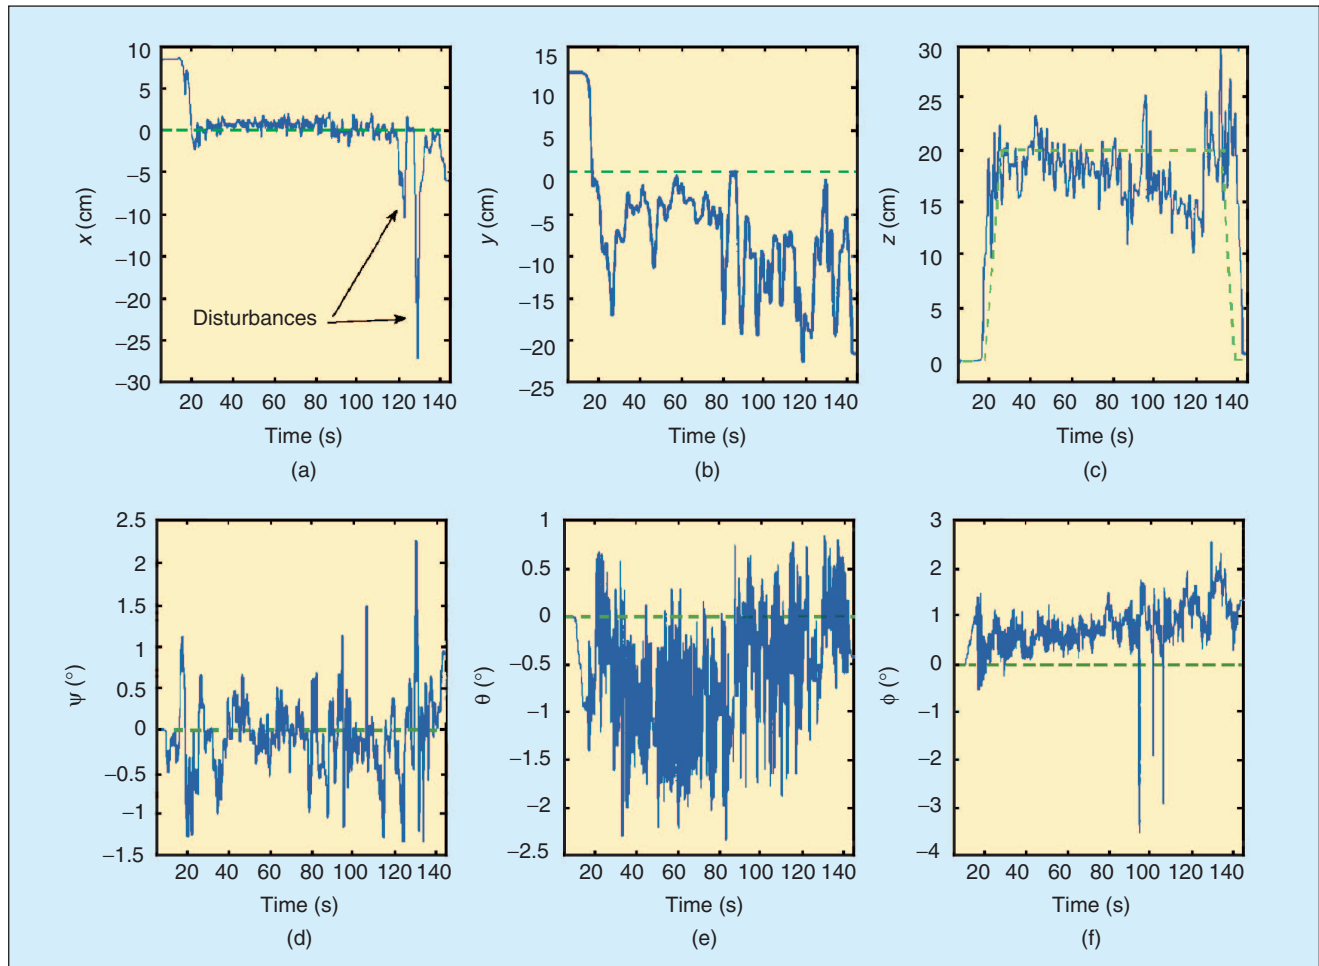 10
5
0
−5
−10
−15
−20
−25
−30
x (cm)
Disturbances
20 40 60 80 100 120 140
Time (s)
(a)
15
10
5
0
−5
−10
−15
−20
−25
y (cm)
20 40 60 80 100 120 140
Time (s)
(b)
30
25
20
15
10
5
0
z (cm)
20 40 60 80 100 120 140
Time (s)
(c)
2.5
2
1.5
1
0.5
0
−0.5
−1
−1.5
ψ (°)
20 40 60 80 100 120 140
Time (s)
(d)
1
0.5
0
−0.5
−1
−1.5
−2
−2.5
θ (°)
20 40 60 80 100 120 140
Time (s)
(e)
3
2
1
0
−1
−2
−3
−4
ϕ (°)
20 40 60 80 100 120 140
Time (s)
(f)